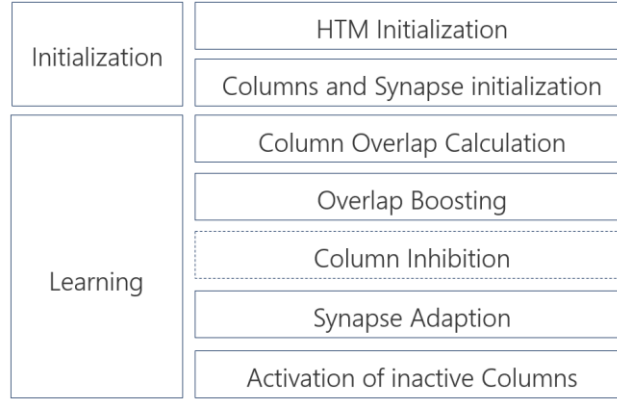 Initialization
HTM Initialization
Columns and Synapse initialization
Learning
Column Overlap Calculation
Overlap Boosting
Column Inhibition
Synapse Adaption
Activation of inactive Columns